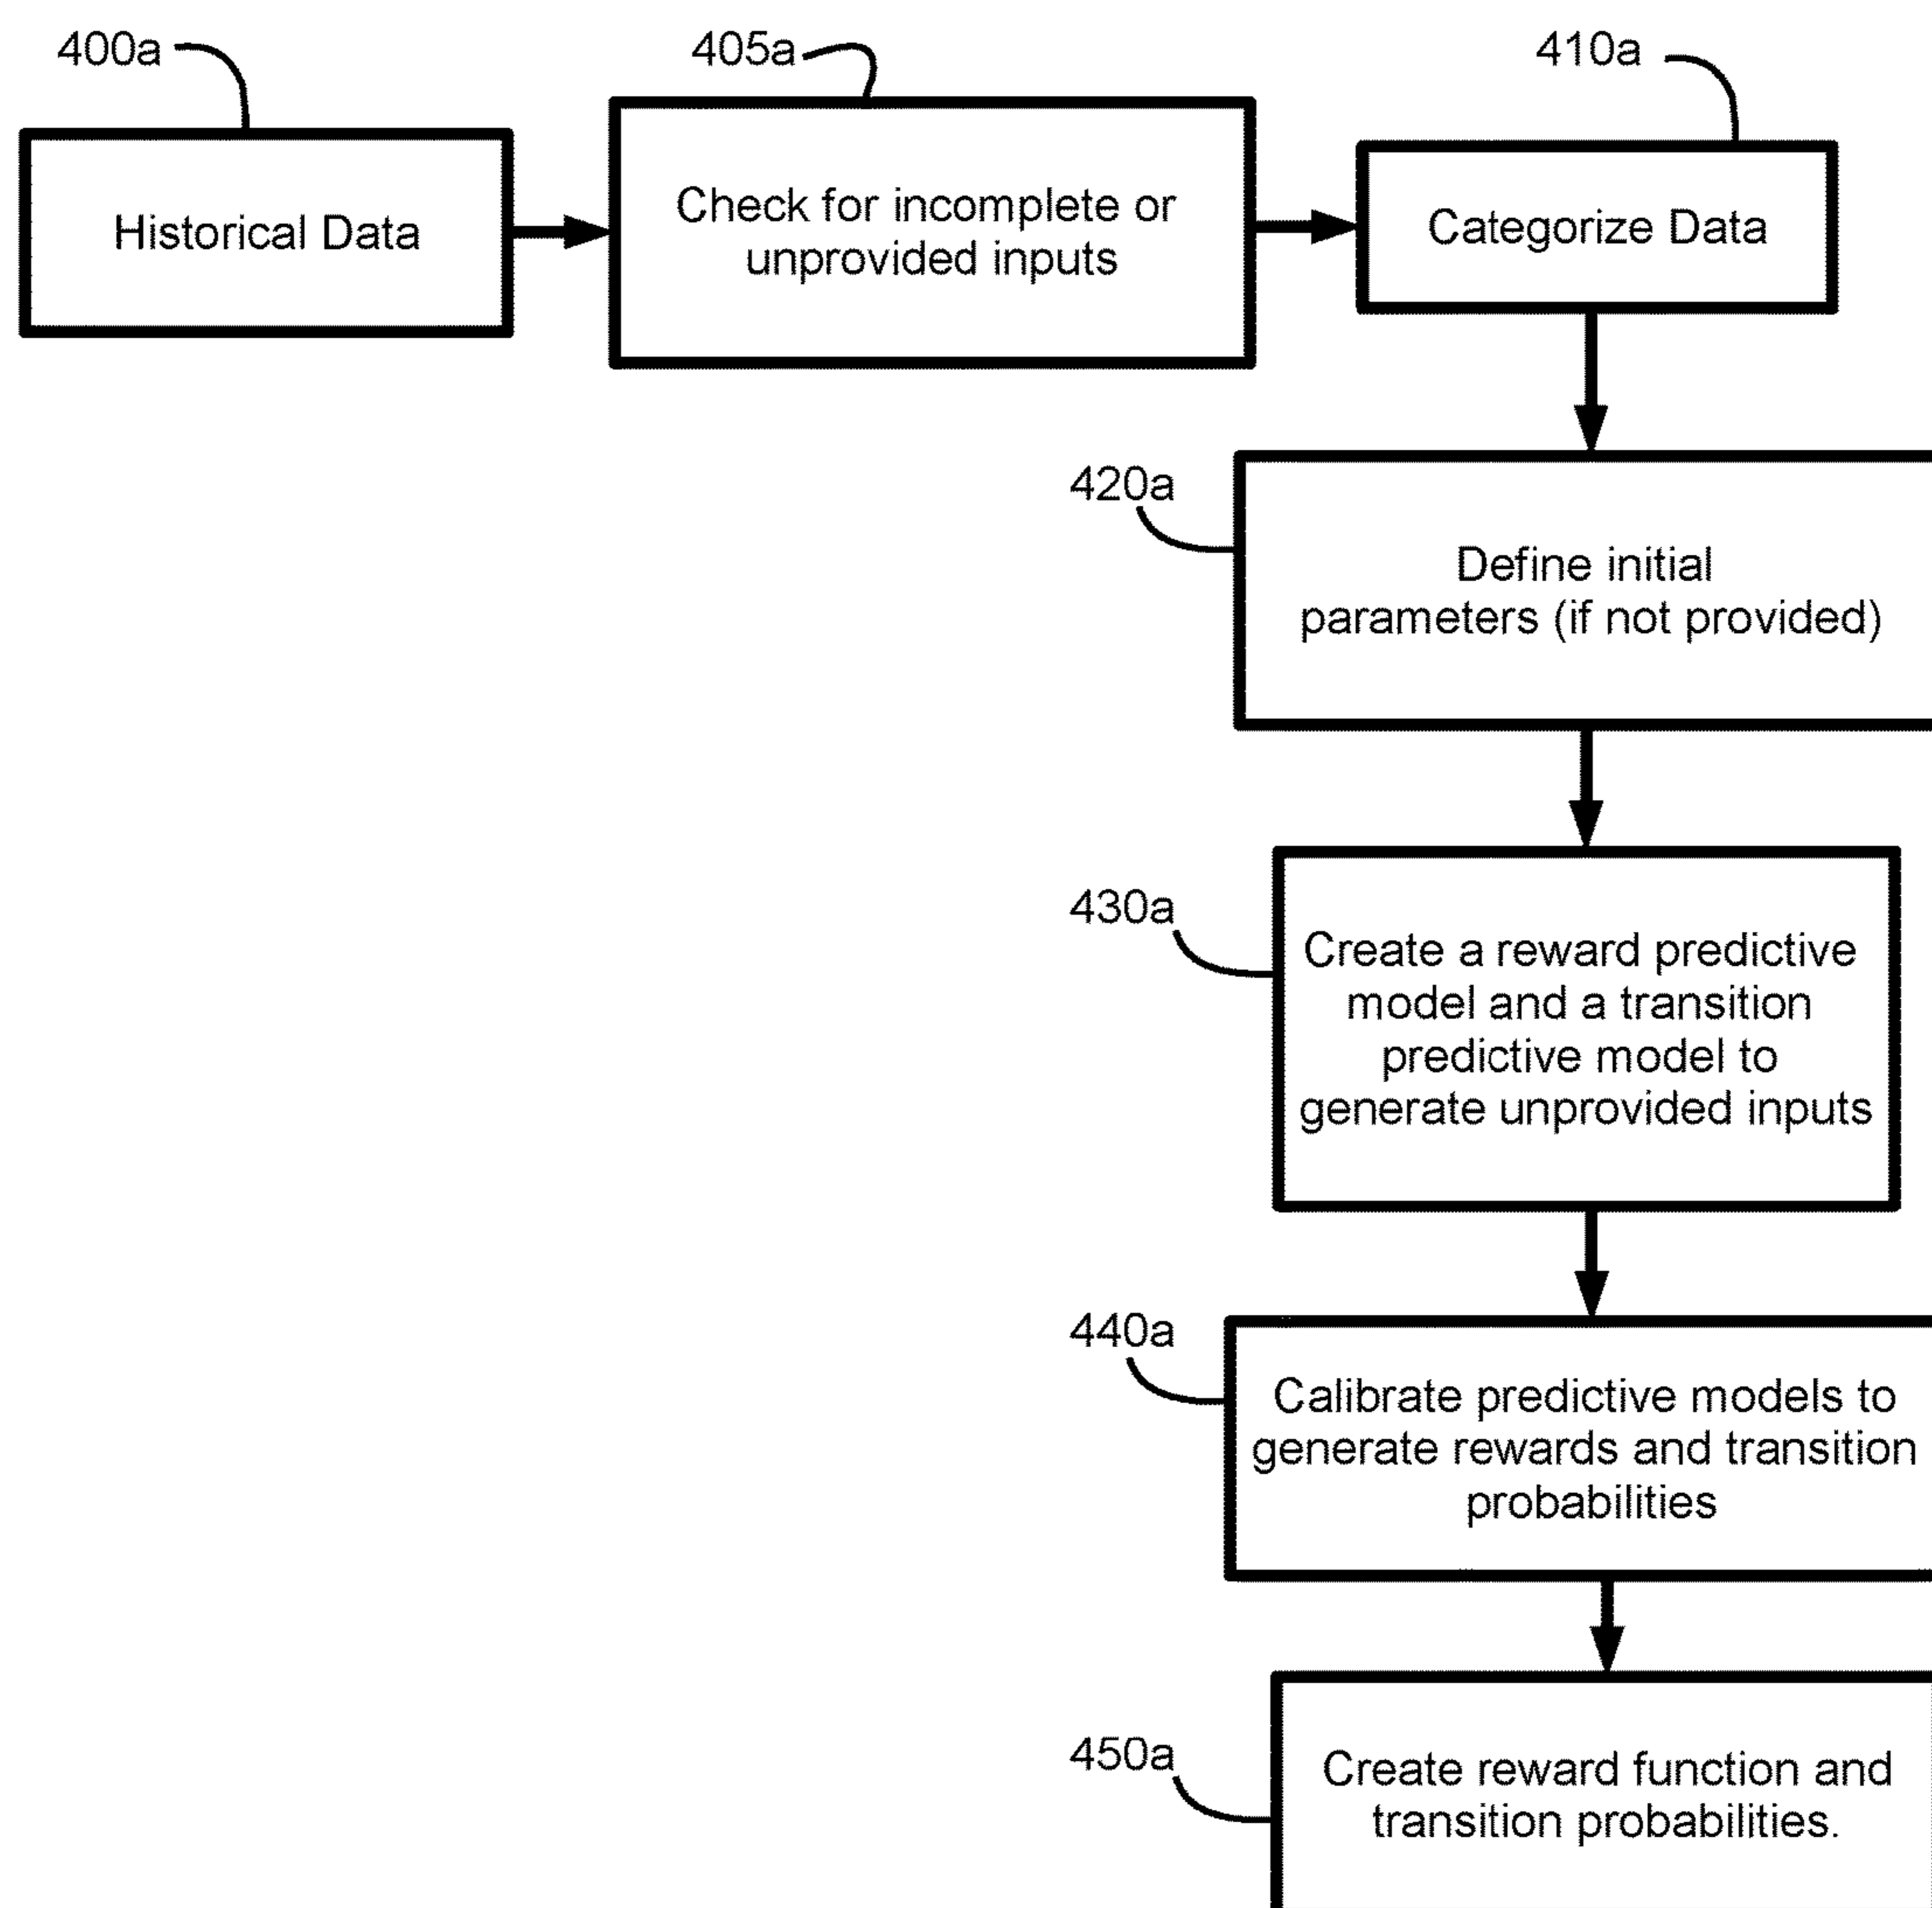 400a
405a
410a
Historical Data
Check for incomplete or
unprovided inputs
Categorize Data
420a
Define initial
parameters (if not provided)
430a
Create a reward predictive
model and a transition
predictive model to
generate unprovided inputs
440a
Calibrate predictive models to
generate rewards and transition
probabilities
450a
Create reward function and
transition probabilities.